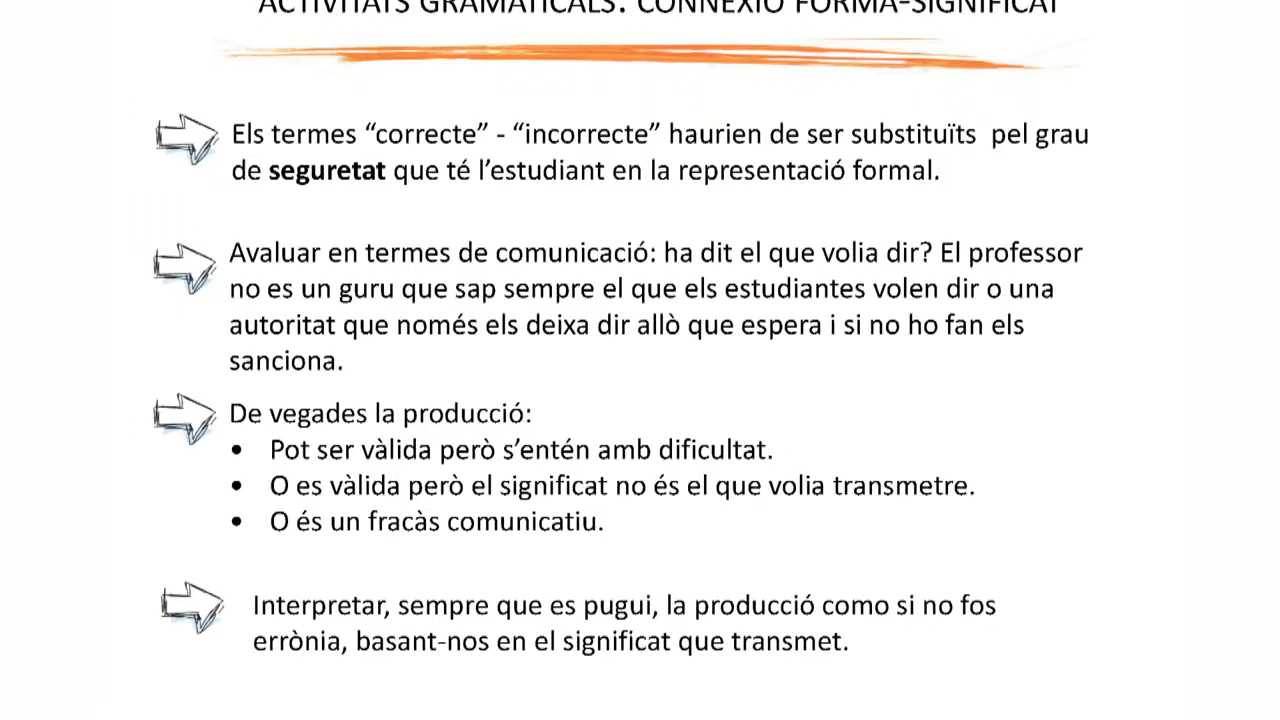 ACTIVITATS GRAMATICALS: CONNEXIÓ FORMA-SIGNIFICAT
Els termes “correcte” - “incorrecte” haurien de ser substituïts pel grau
de seguretat que té l’estudiant en la representació formal.
Avaluar en termes de comunicació: ha dit el que volia dir? El professor
no es un guru que sap sempre el que els estudiantes volen dir o una
autoritat que només els deixa dir allò que espera i si no ho fan els
sanciona.
De vegades la producció:
• Pot ser vàlida però s’entén amb dificultat.
• O es vàlida però el significat no és el que volia transmetre.
• O és un fracàs comunicatiu.
Interpretar, sempre que es pugui, la producció como si no fos
errònia, basant-nos en el significat que transmet.